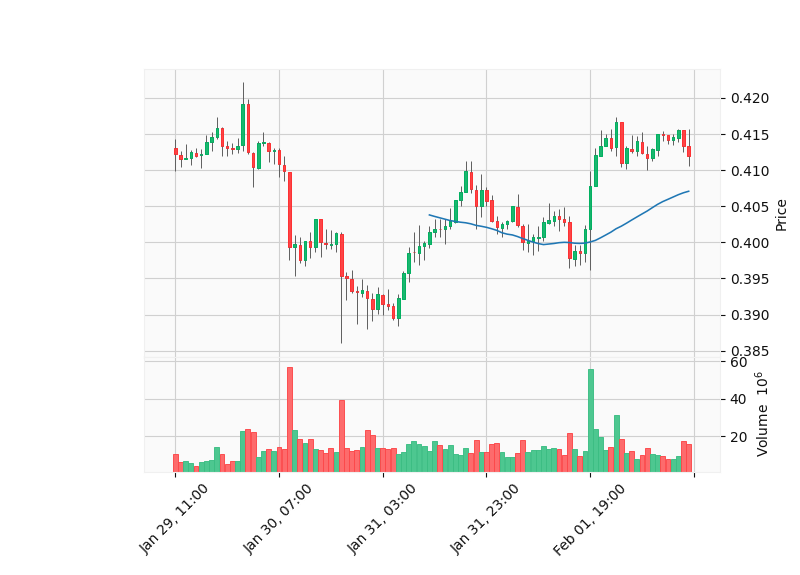 0.420
0.415
0.410
0.405
0.400
0.395
0.390
0.385
Price
60
40
20
Volume 10^6
Jan 29, 11:00
Jan 30, 07:00
Jan 31, 03:00
Jan 31, 23:00
Feb 01, 19:00